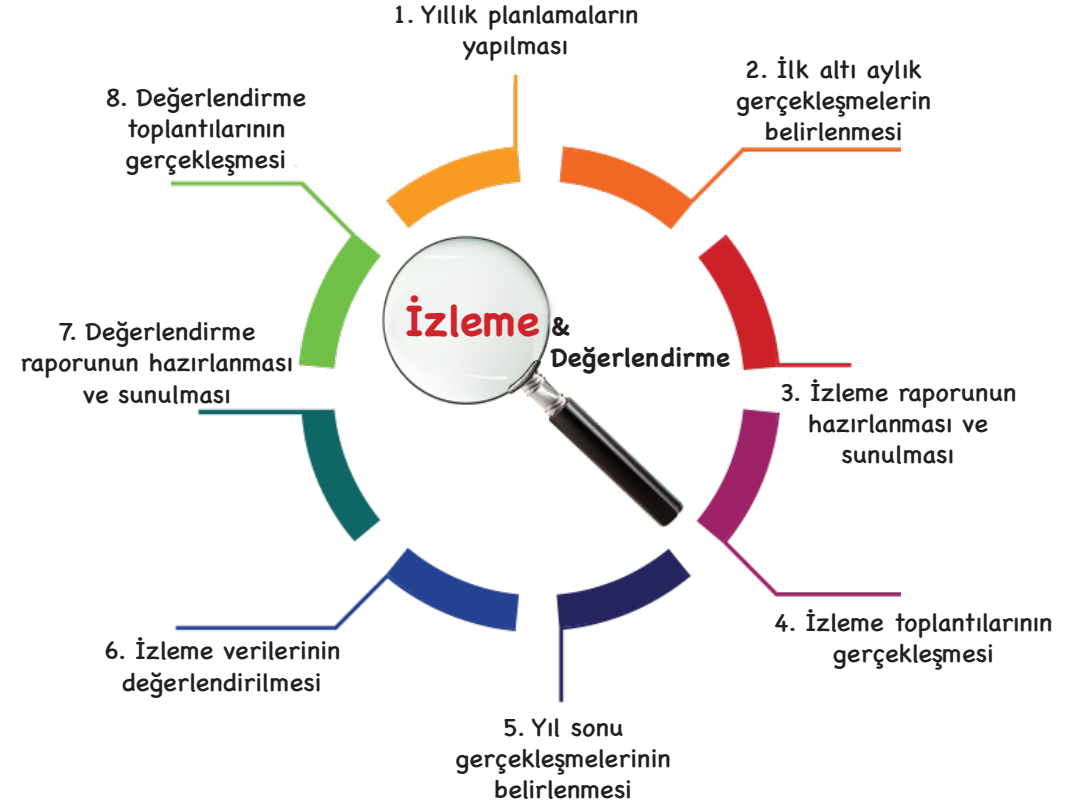 1. Yıllık planlamaların
yapılması
2. İlk altı aylık
gerçekleşmelerin
belirlenmesi
3. İzleme raporunun
hazırlanması ve
sunulması
4. İzleme toplantılarının
gerçekleşmesi
5. Yıl sonu
gerçekleşmelerinin
belirlenmesi
6. İzleme verilerinin
değerlendirilmesi
7. Değerlendirme
raporunun hazırlanması
ve sunulması
8. Değerlendirme
toplantılarının
gerçekleşmesi
İzleme &
Değerlendirme